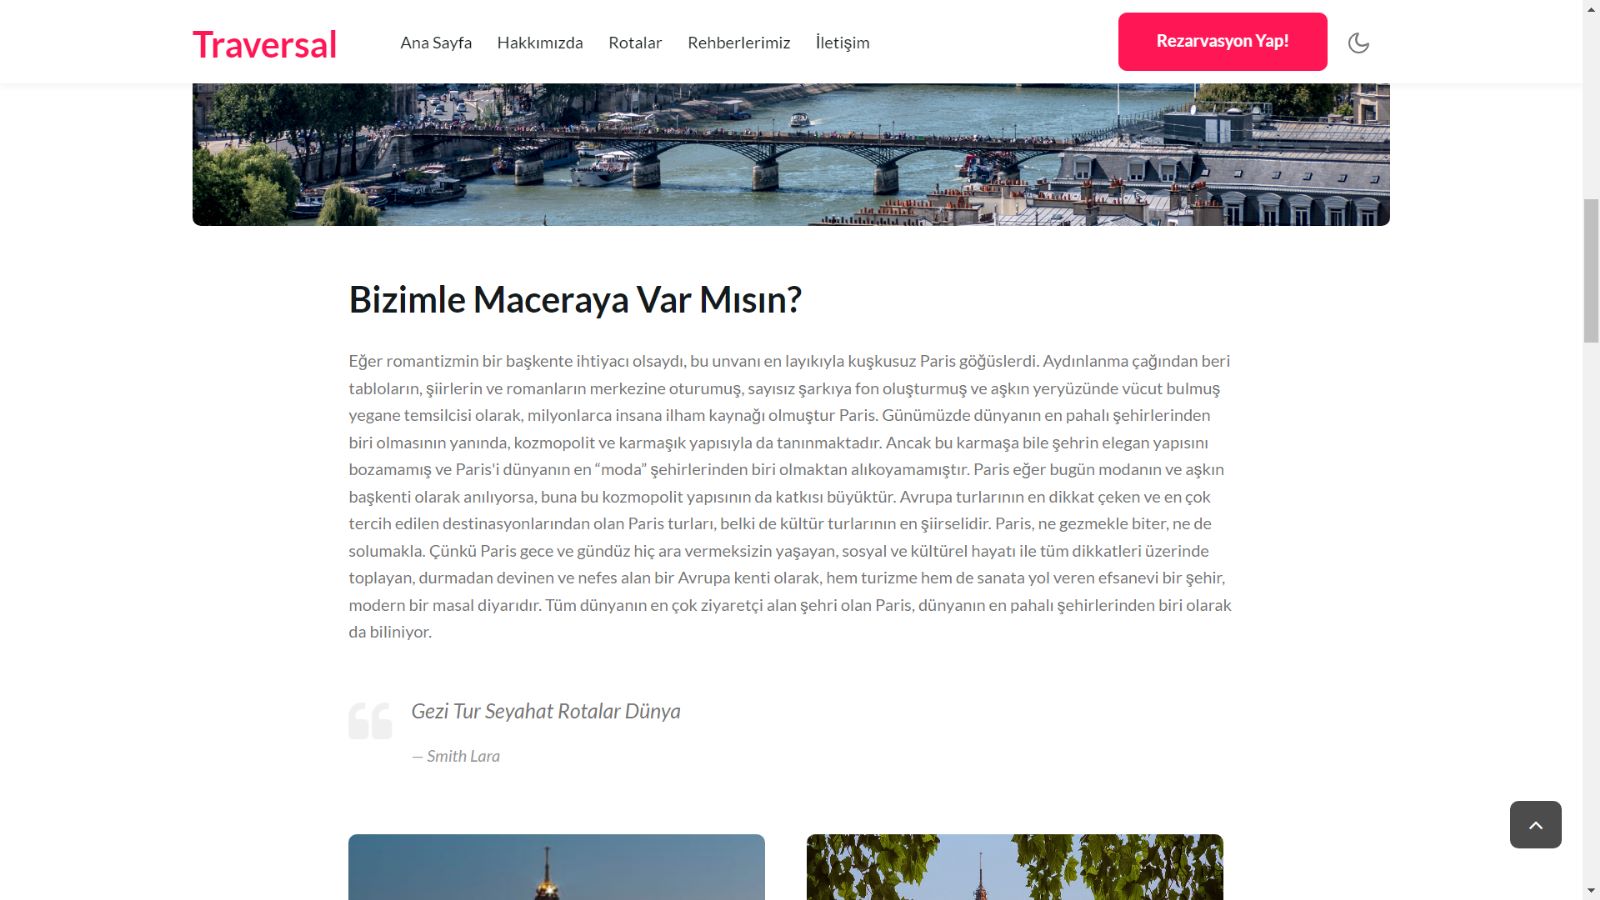 Traversal
Ana Sayfa
Hakkımızda
Rotalar
Rehberlerimiz
İletişim
Rezarvasyon Yap!
Bizimle Maceraya Var Mısın?
Eğer romantizmin bir başkente ihtiyacı olsaydı, bu unvanı en layıkıyla kuşkusuz Paris göğüslerdi. Aydınlanma çağından beri
tabloların, şiirlerin ve romanların merkezine oturumuş, sayısız şarkıya fon oluşturmuş ve aşkın yeryüzünde vücut bulmuş
yegane temsilcisi olarak, milyonlarca insana ilham kaynağı olmuştur Paris. Günümüzde dünyanın en pahalı şehirlerinden
biri olmasının yanında, kozmopolit ve karmaşık yapısıyla da tanınmaktadır. Ancak bu karmaşa bile şehrin elegan yapısını
bozamamış ve Paris'i dünyanın en “moda” şehirlerinden biri olmaktan alıkoyamamıştır. Paris eğer bugün modanın ve aşkın
başkenti olarak anılıyorsa, buna bu kozmopolit yapısının da katkısı büyüktür. Avrupa turlarının en dikkat çeken ve en çok
tercih edilen destinasyonlarından olan Paris turları, belki de kültür turlarının en şiirselidir. Paris, ne gezmekle biter, ne de
solumakla. Çünkü Paris gece ve gündüz hiç ara vermeksizin yaşayan, sosyal ve kültürel hayatı ile tüm dikkatleri üzerinde
toplayan, durmadan devinen ve nefes alan bir Avrupa kenti olarak, hem turizme hem de sanata yol veren efsanevi bir şehir,
modern bir masal diyarıdır. Tüm dünyanın en çok ziyaretçi alan şehri olan Paris, dünyanın en pahalı şehirlerinden biri olarak
da biliniyor.
Gezi Tur Seyahat Rotalar Dünya
— Smith Lara